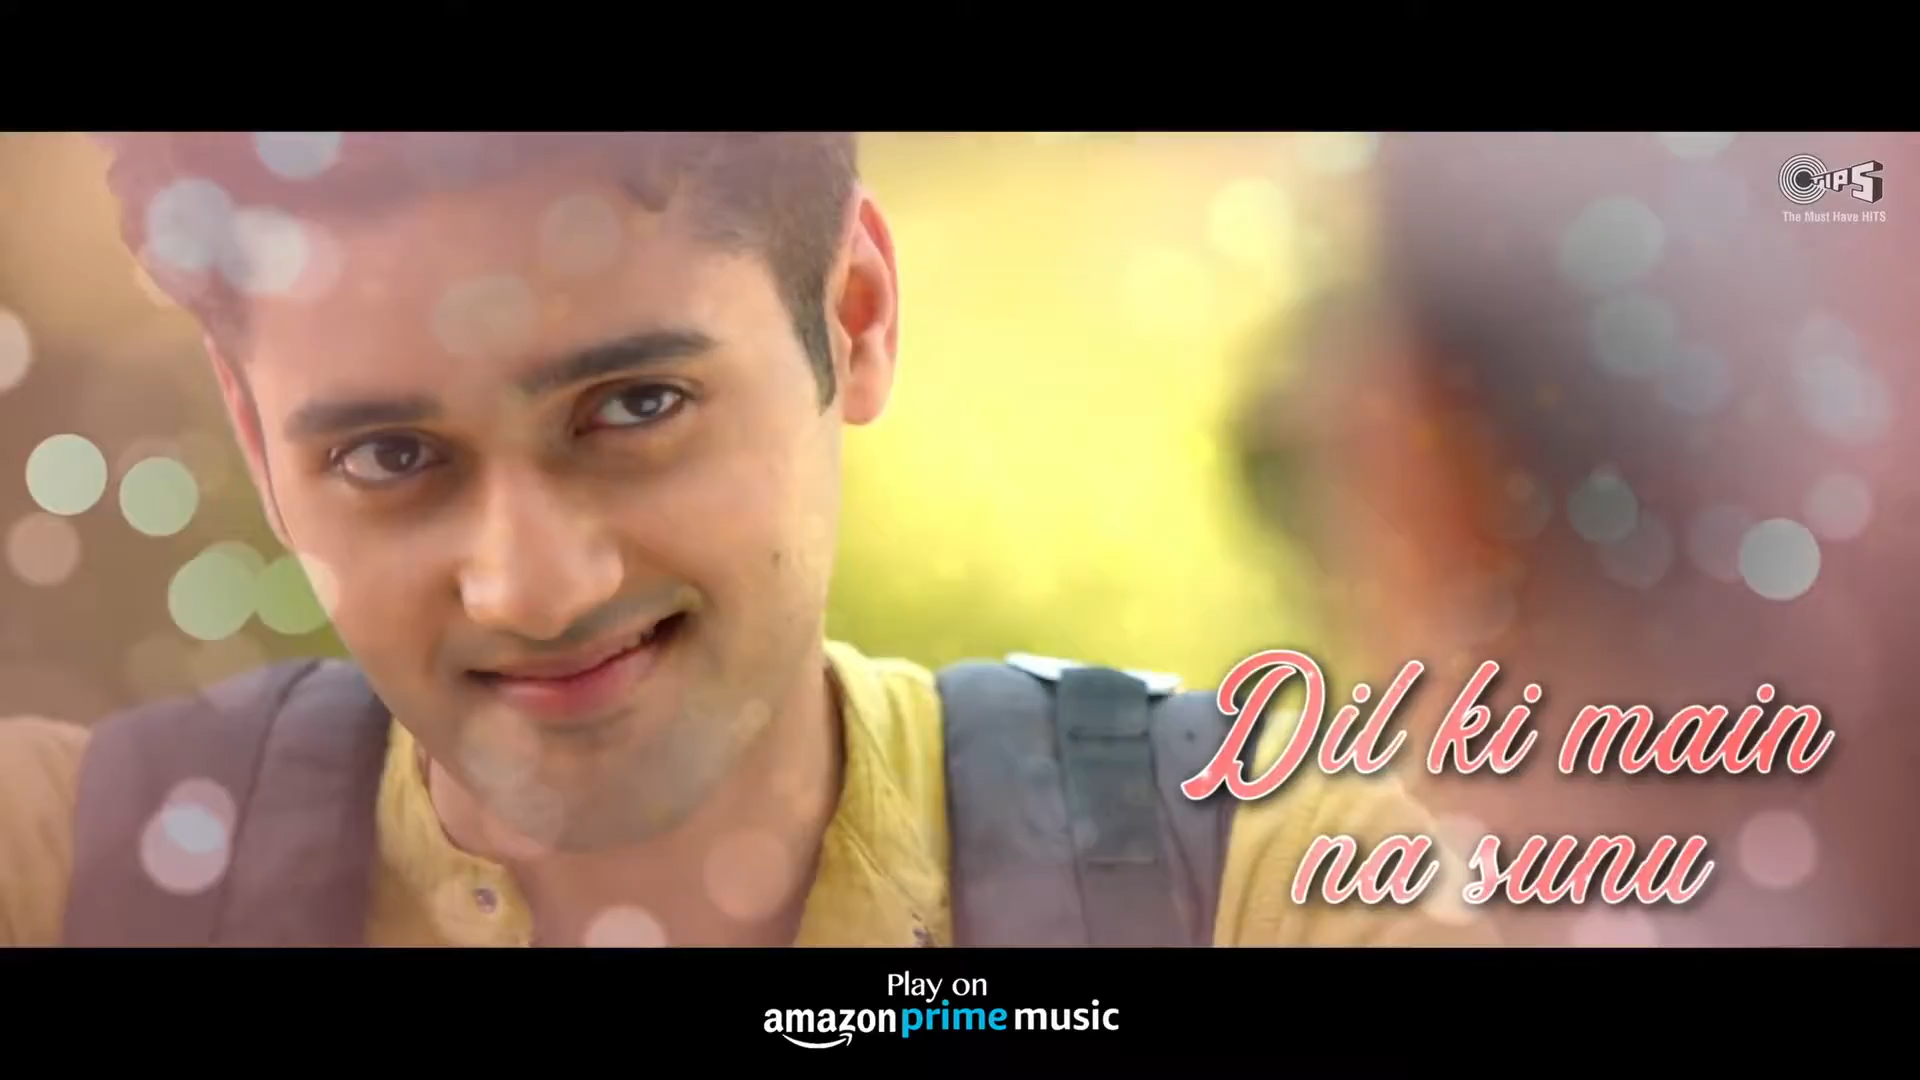 TIPS
The Must Have HITS
Dil ki main
na sunu
Play on
amazon prime music